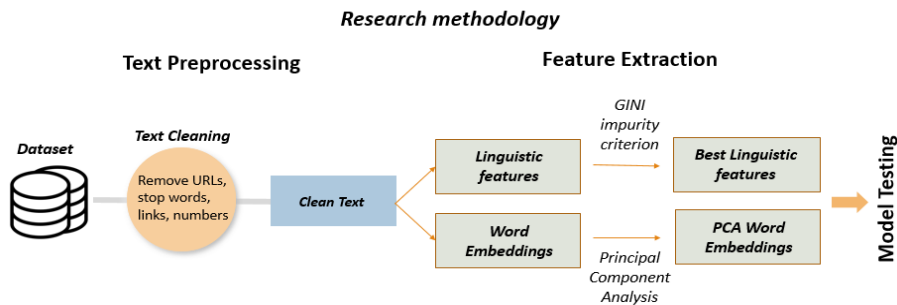 Research methodology
Text Preprocessing
Feature Extraction
Dataset
Text Cleaning
Remove URLs,
stop words,
links, numbers
Clean Text
Linguistic
features
GINI
impurity
criterion
Best Linguistic
features
Word
Embeddings
Principal
Component
Analysis
PCA Word
Embeddings
Model Testing